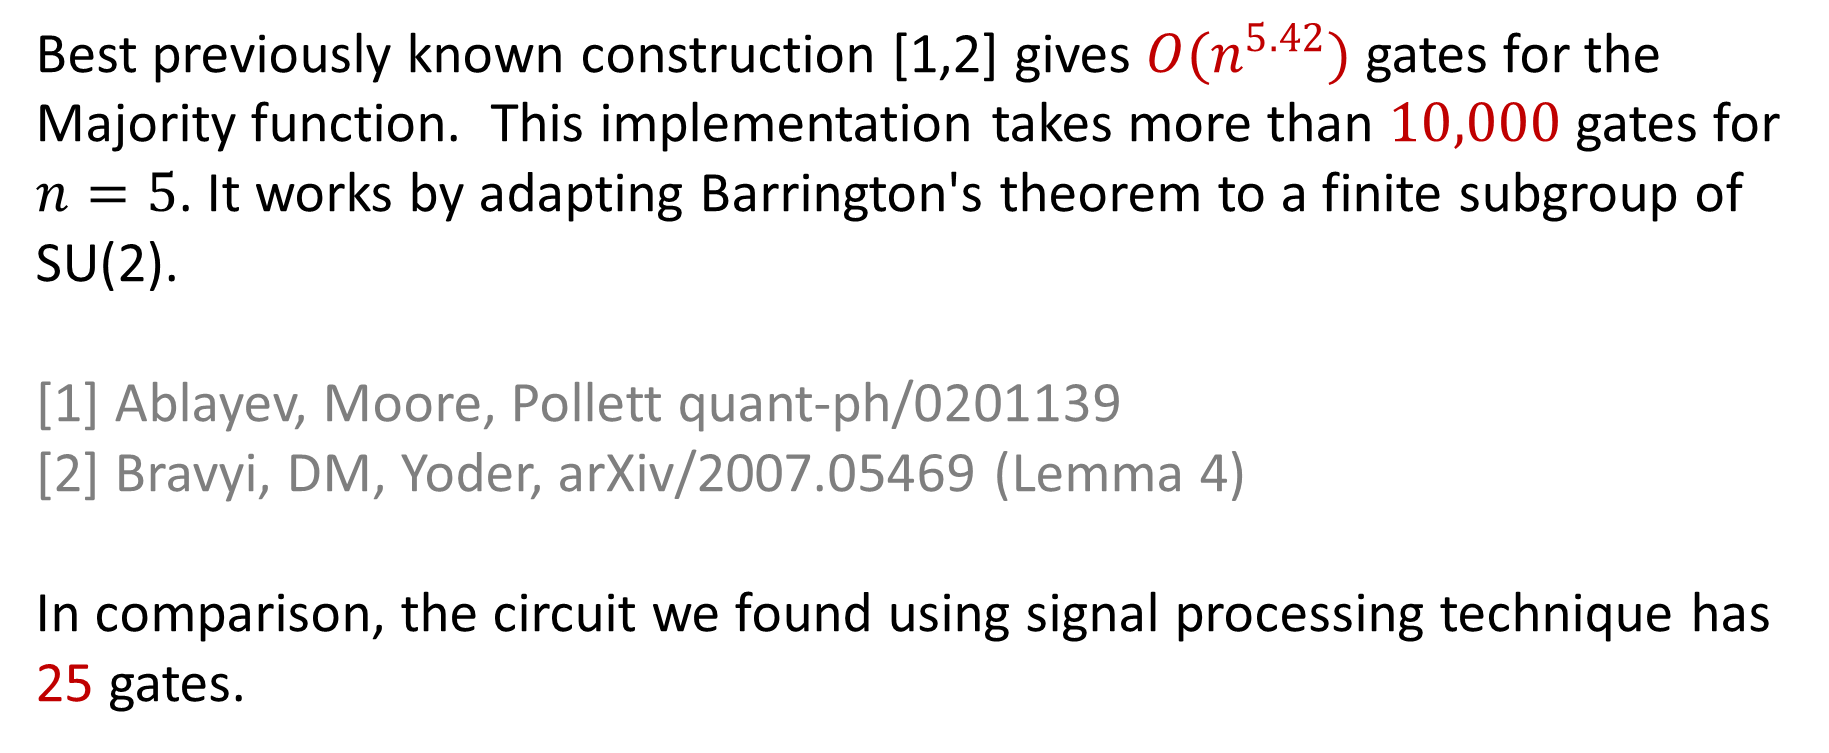 Best previously known construction [1,2] gives O(n^5.42) gates for the
Majority function.  This implementation takes more than 10,000 gates for
n = 5. It works by adapting Barrington's theorem to a finite subgroup of
SU(2).
[1] Ablayev, Moore, Pollett quant-ph/0201139
[2] Bravyi, DM, Yoder, arXiv/2007.05469 (Lemma 4)
In comparison, the circuit we found using signal processing technique has
25 gates.